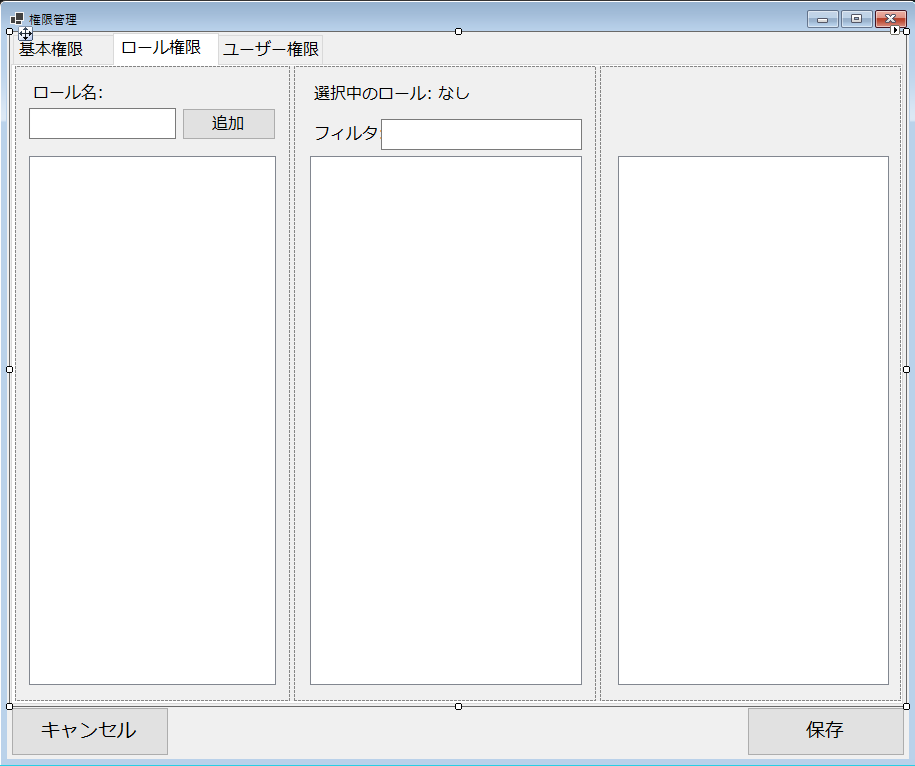 権限管理
基本権限
ロール権限
ユーザー権限
ロール名:
追加
選択中のロール: なし
フィルタ:
キャンセル
保存